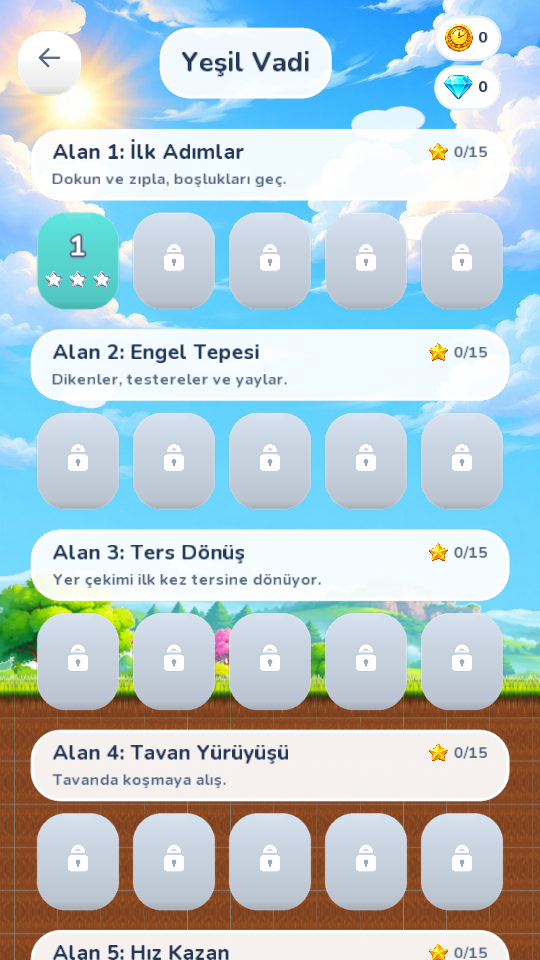 Yeşil Vadi
0
0
Alan 1: İlk Adımlar
0/15
Dokun ve zıpla, boşlukları geç.
1
Alan 2: Engel Tepesi
0/15
Dikenler, testereler ve yaylar.
Alan 3: Ters Dönüş
0/15
Yer çekimi ilk kez tersine dönüyor.
Alan 4: Tavan Yürüyüşü
0/15
Tavanda koşmaya alış.
Alan 5: Hız Kazan
0/15